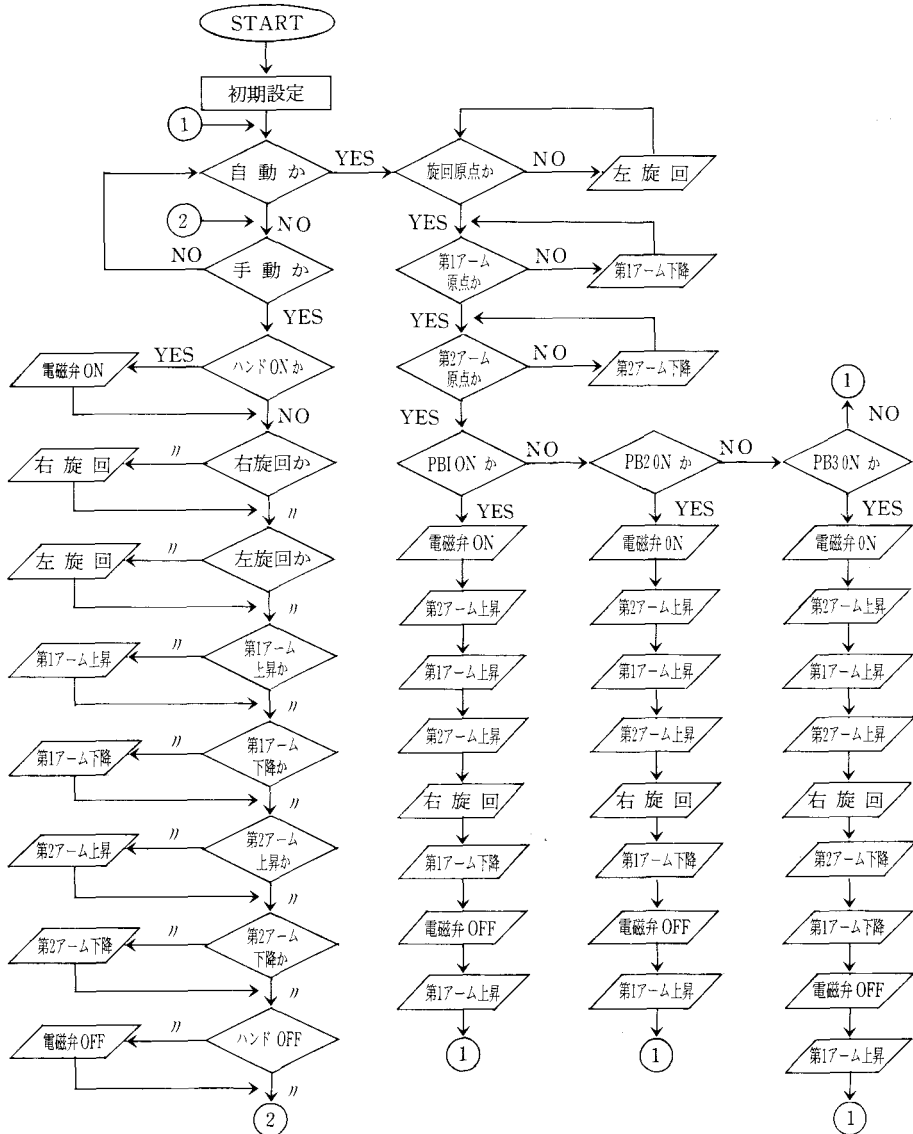 START
初期設定
1
自動か
YES
旋回原点か
NO
左旋回
2
NO
YES
NO
手動か
第1アーム
原点か
NO
第1アーム下降
YES
YES
電磁弁ON
YES
ハンドONか
第2アーム
原点か
NO
第2アーム下降
NO
YES
1
NO
右旋回
〃
右旋回か
PB1ONか
NO
PB2ONか
NO
PB3ONか
〃
YES
YES
YES
左旋回
〃
左旋回か
〃
第1アーム上昇
〃
第1アーム
上昇か
〃
第1アーム下降
〃
第1アーム
下降か
〃
第2アーム上昇
〃
第2アーム
上昇か
〃
第2アーム下降
〃
第2アーム
下降か
〃
電磁弁OFF
〃
ハンドOFF
〃
2
電磁弁ON
第2アーム上昇
第1アーム上昇
第2アーム上昇
右旋回
第1アーム下降
電磁弁OFF
第1アーム上昇
1
電磁弁ON
第2アーム上昇
第1アーム上昇
第2アーム上昇
右旋回
第1アーム下降
電磁弁OFF
第1アーム上昇
1
電磁弁ON
第2アーム上昇
第1アーム上昇
第2アーム上昇
右旋回
第2アーム下降
第1アーム下降
電磁弁OFF
第1アーム上昇
1